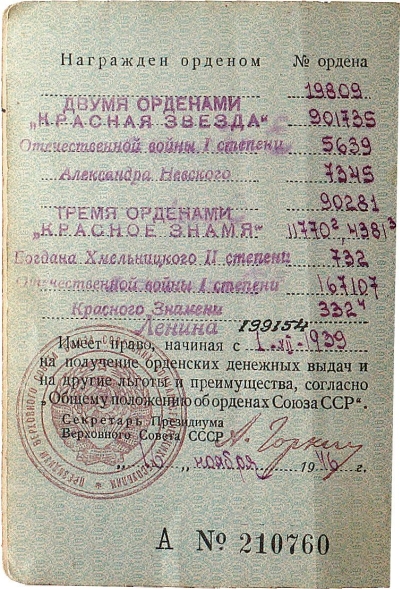 Награжден орденом № ордена
19809
ДВУМЯ ОРДЕНАМИ
„КРАСНАЯ ЗВЕЗДА“ 901735
Отечественной войны I степени 5639
Александра Невского 7345
90281
ТРЕМЯ ОРДЕНАМИ
„КРАСНОЕ ЗНАМЯ“ 11770² 4381³
Богдана Хмельницкого II степени 732
Отечественной войны I степени 167107
Красного Знамени 332⁴
Ленина 199154
Имеет право, начиная с 1.XII-1939
на получение орденских денежных выдач и
на другие льготы и преимущества, согласно
„Общему положению об орденах Союза ССР“.
Секретарь Президиума
Верховного Совета СССР А. Горкин
ноября 1946 г.
А № 210760